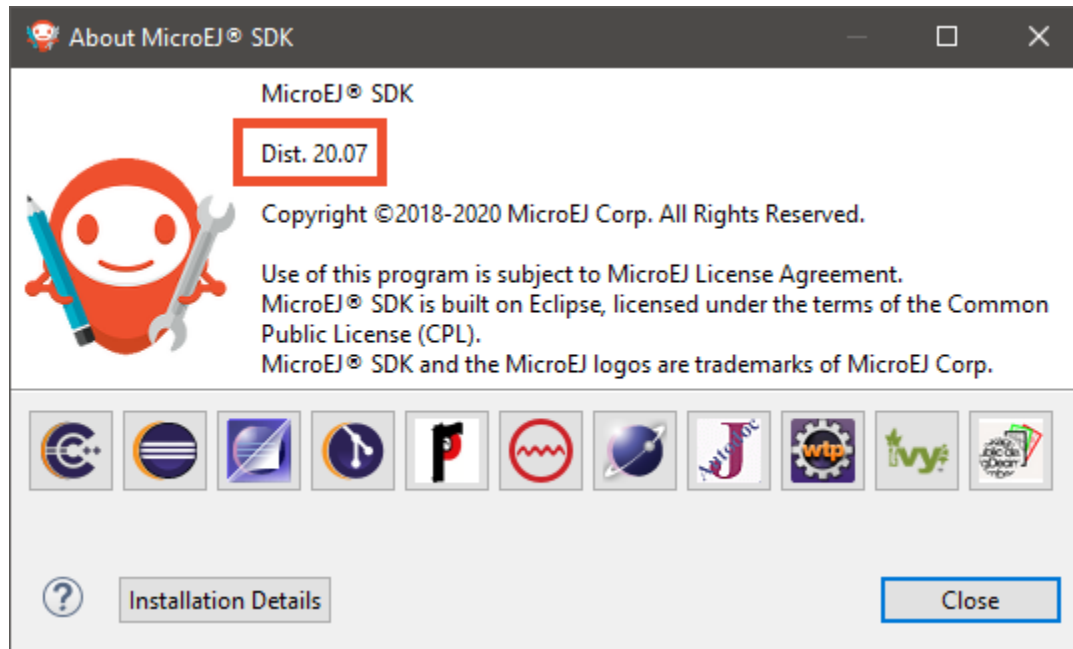 About MicroEJ® SDK
MicroEJ® SDK
Dist. 20.07
Copyright ©2018-2020 MicroEJ Corp. All Rights Reserved.
Use of this program is subject to MicroEJ License Agreement.
MicroEJ® SDK is built on Eclipse, licensed under the terms of the Common
Public License (CPL).
MicroEJ® SDK and the MicroEJ logos are trademarks of MicroEJ Corp.
C++ J Autodoc wtp Ivy
? Installation Details Close